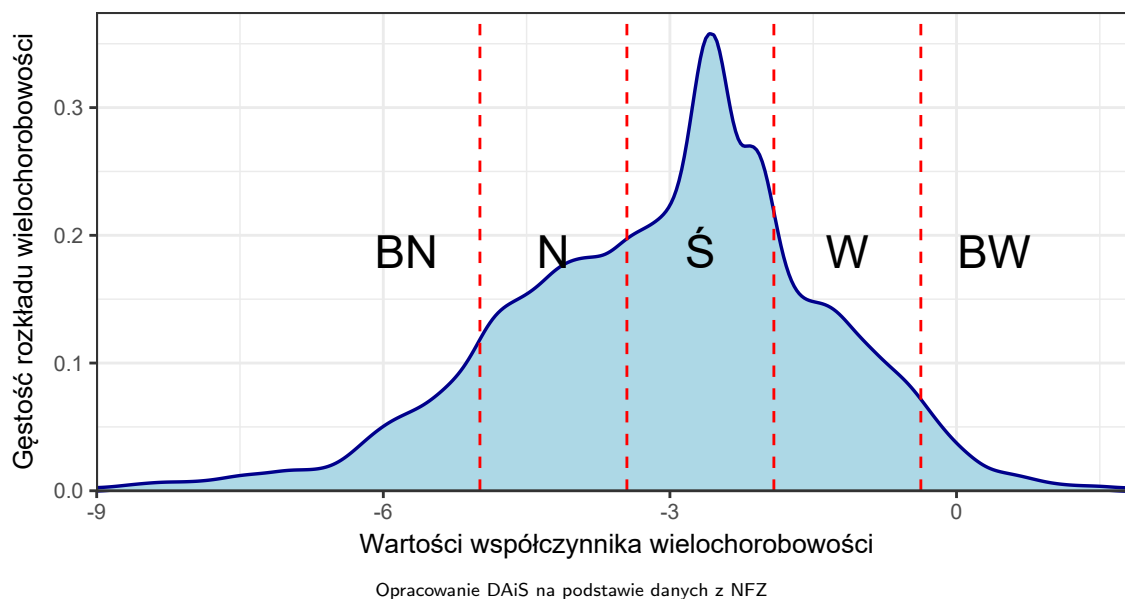 Gęstość rozkładu wielochorobowości
0.3
0.2
0.1
0.0
BN N Ś W BW
-9 -6 -3 0
Wartości współczynnika wielochorobowości
Opracowanie DAiS na podstawie danych z NFZ